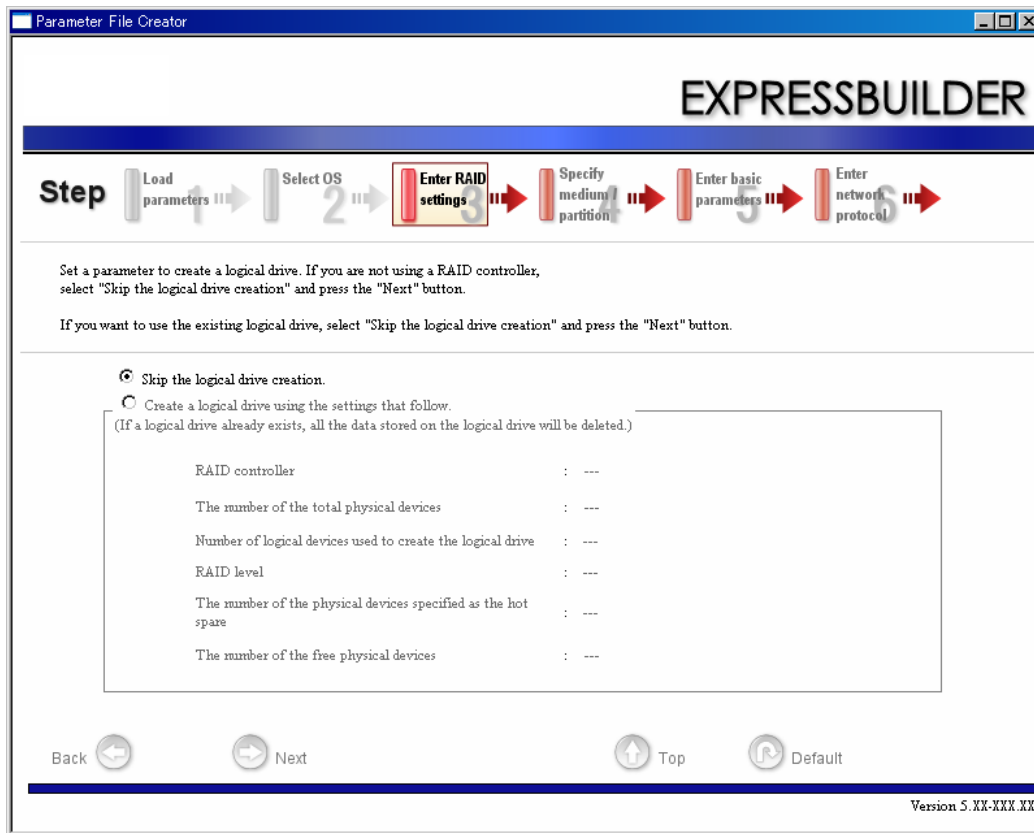 Parameter File Creator
EXPRESSBUILDER
Step
Load parameters 1
Select OS 2
Enter RAID settings 3
Specify medium / partition 4
Enter basic parameters 5
Enter network protocol 6
Set a parameter to create a logical drive. If you are not using a RAID controller,
select "Skip the logical drive creation" and press the "Next" button.
If you want to use the existing logical drive, select "Skip the logical drive creation" and press the "Next" button.
Skip the logical drive creation.
Create a logical drive using the settings that follow.
(If a logical drive already exists, all the data stored on the logical drive will be deleted.)
RAID controller : ---
The number of the total physical devices : ---
Number of logical devices used to create the logical drive : ---
RAID level : ---
The number of the physical devices specified as the hot
spare : ---
The number of the free physical devices : ---
Back Next Top Default
Version 5.XX-XXX.XX